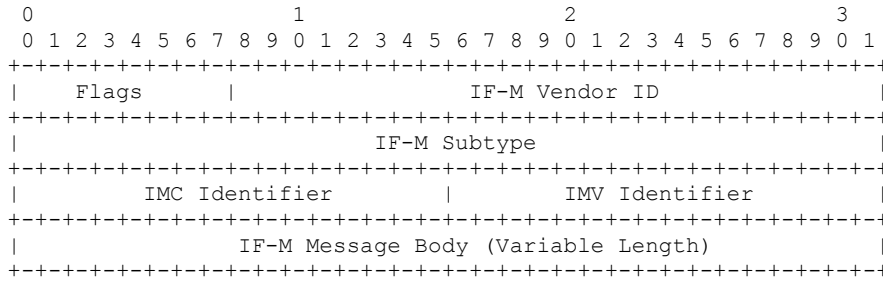 0                   1                   2                   3
 0 1 2 3 4 5 6 7 8 9 0 1 2 3 4 5 6 7 8 9 0 1 2 3 4 5 6 7 8 9 0 1
+-+-+-+-+-+-+-+-+-+-+-+-+-+-+-+-+-+-+-+-+-+-+-+-+-+-+-+-+-+-+-+-+
|     Flags     |               IF-M Vendor ID                  |
+-+-+-+-+-+-+-+-+-+-+-+-+-+-+-+-+-+-+-+-+-+-+-+-+-+-+-+-+-+-+-+-+
|                         IF-M Subtype                          |
+-+-+-+-+-+-+-+-+-+-+-+-+-+-+-+-+-+-+-+-+-+-+-+-+-+-+-+-+-+-+-+-+
|        IMC Identifier         |       IMV Identifier          |
+-+-+-+-+-+-+-+-+-+-+-+-+-+-+-+-+-+-+-+-+-+-+-+-+-+-+-+-+-+-+-+-+
|               IF-M Message Body (Variable Length)             |
+-+-+-+-+-+-+-+-+-+-+-+-+-+-+-+-+-+-+-+-+-+-+-+-+-+-+-+-+-+-+-+-+